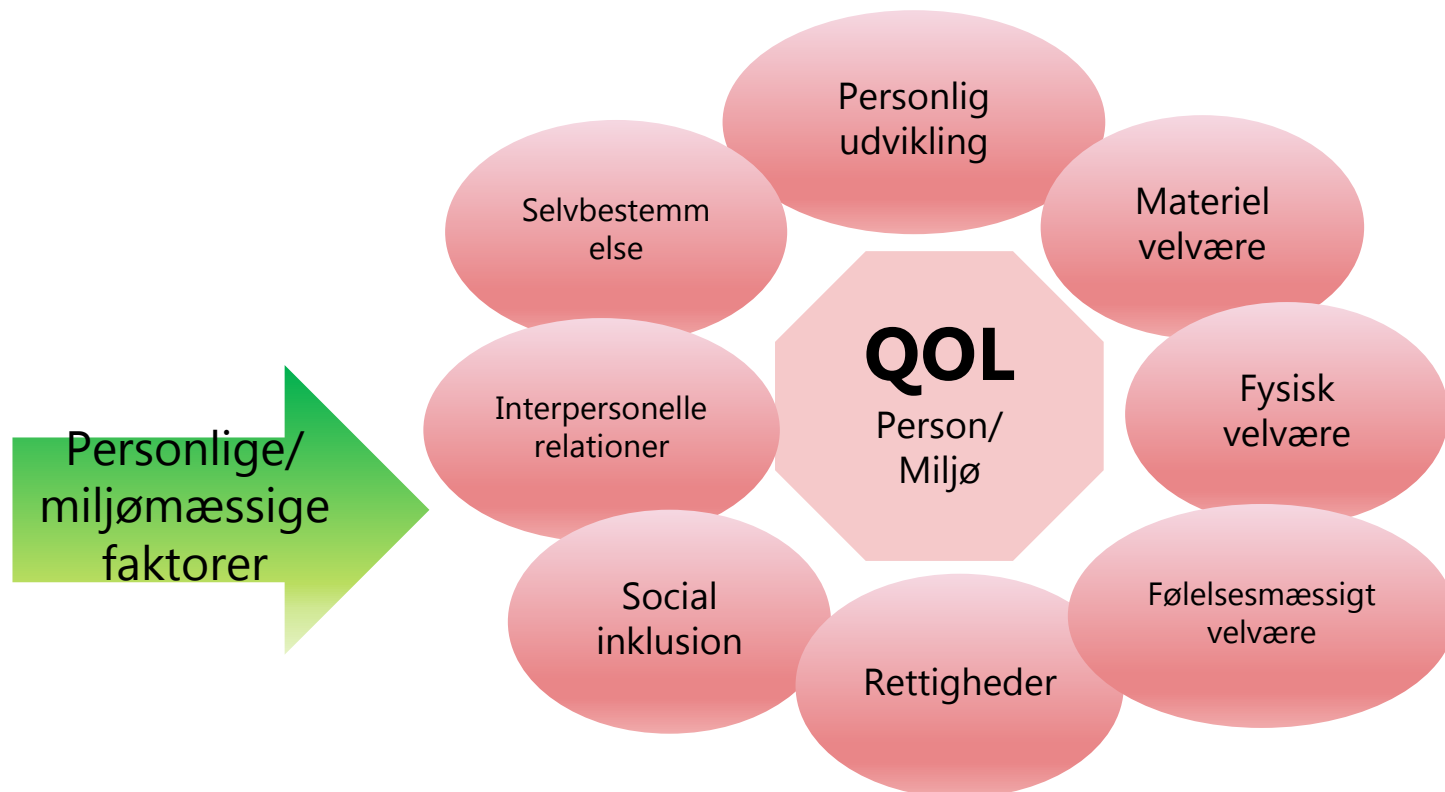 Personlig
udvikling
Selvbestemm
else
Materiel
velvære
QOL
Person/
Miljø
Fysisk
velvære
Interpersonelle
relationer
Personlige/
miljømæssige
faktorer
Social
inklusion
Følelsesmæssigt
velvære
Rettigheder